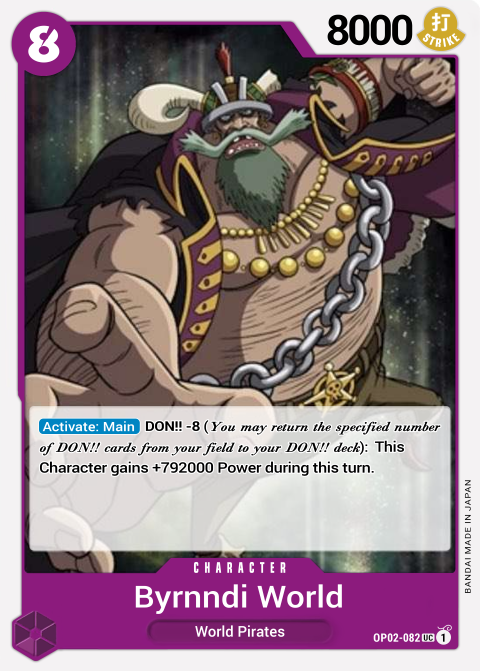 8
8000
打
STRIKE
Activate: Main DON!! -8 (You may return the specified number
of DON!! cards from your field to your DON!! deck): This
Character gains +792000 Power during this turn.
BANDAI MADE IN JAPAN
CHARACTER
Byrnndi World
World Pirates
OP02-082 UC 1